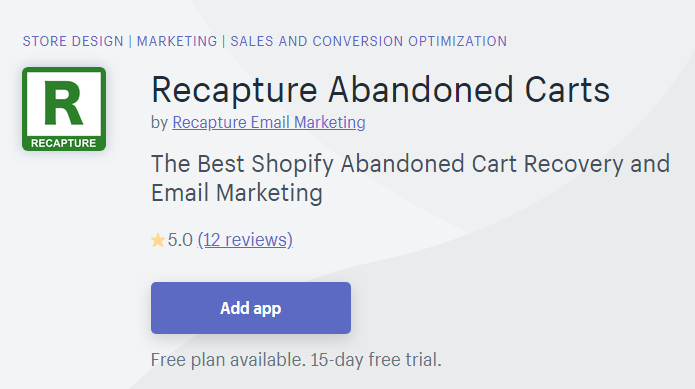 STORE DESIGN | MARKETING | SALES AND CONVERSION OPTIMIZATION
R
RECAPTURE
Recapture Abandoned Carts
by Recapture Email Marketing
The Best Shopify Abandoned Cart Recovery and
Email Marketing
5.0 (12 reviews)
Add app
Free plan available. 15-day free trial.